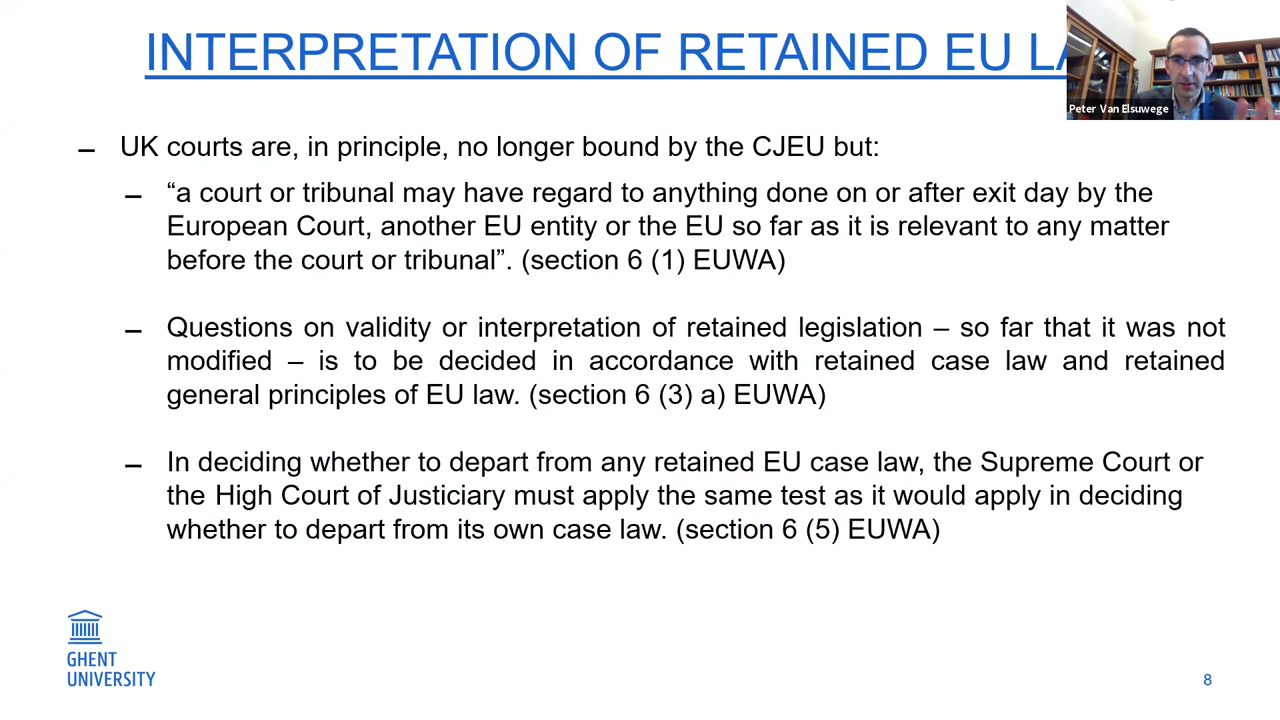 INTERPRETATION OF RETAINED EU
Peter Van Elsuwege
– UK courts are, in principle, no longer bound by the CJEU but:
– “a court or tribunal may have regard to anything done on or after exit day by the
European Court, another EU entity or the EU so far as it is relevant to any matter
before the court or tribunal”. (section 6 (1) EUWA)
– Questions on validity or interpretation of retained legislation – so far that it was not
modified – is to be decided in accordance with retained case law and retained
general principles of EU law. (section 6 (3) a) EUWA)
– In deciding whether to depart from any retained EU case law, the Supreme Court or
the High Court of Justiciary must apply the same test as it would apply in deciding
whether to depart from its own case law. (section 6 (5) EUWA)
GHENT
UNIVERSITY
8